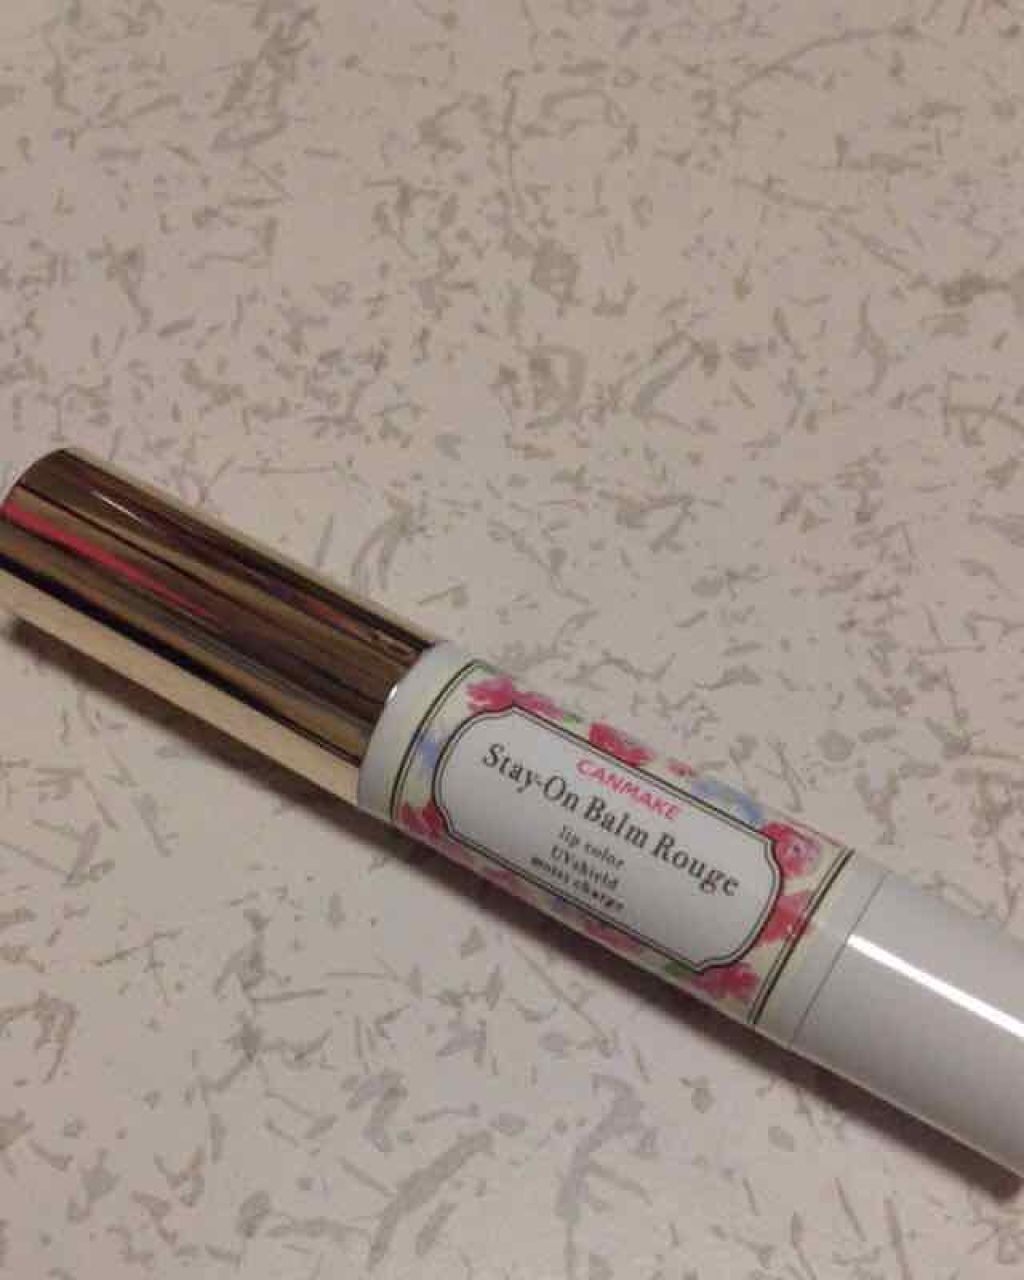 CANMAKE
Stay-On Balm Rouge
lip color
UVshield
moist charge